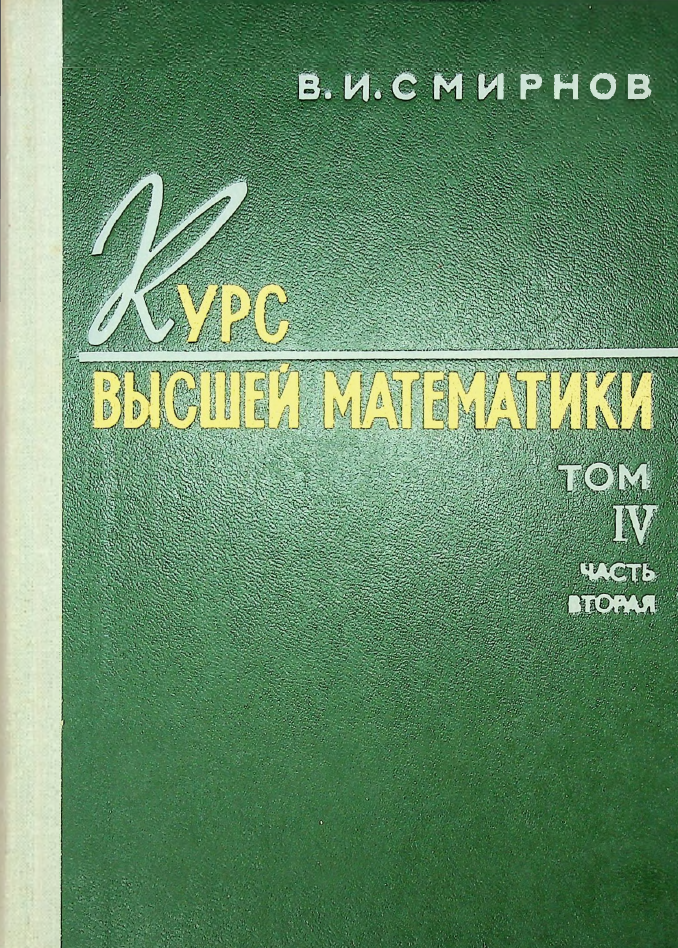 В.И.СМИРНОВ
Курс
ВЫСШЕЙ МАТЕМАТИКИ
ТОМ
IV
ЧАСТЬ
ВТОРАЯ